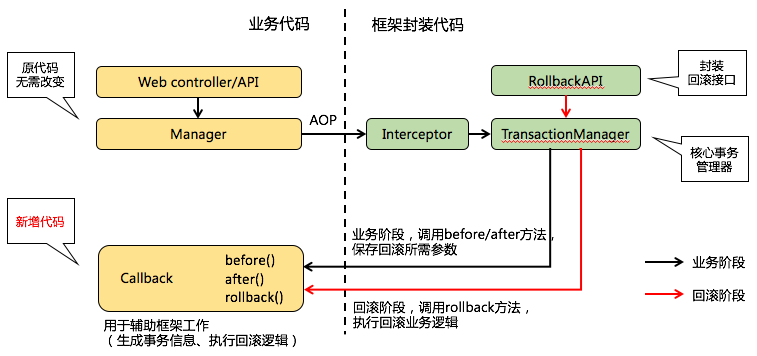 业务代码
框架封装代码
原代码
无需改变
Web controller/API
RollbackAPI
封装
回滚接口
Manager
AOP
Interceptor
TransactionManager
核心事务
管理器
新增代码
业务阶段，调用before/after方法，
保存回滚所需参数
Callback
before()
after()
rollback()
回滚阶段，调用rollback方法，
执行回滚业务逻辑
业务阶段
回滚阶段
用于辅助框架工作
（生成事务信息、执行回滚逻辑）